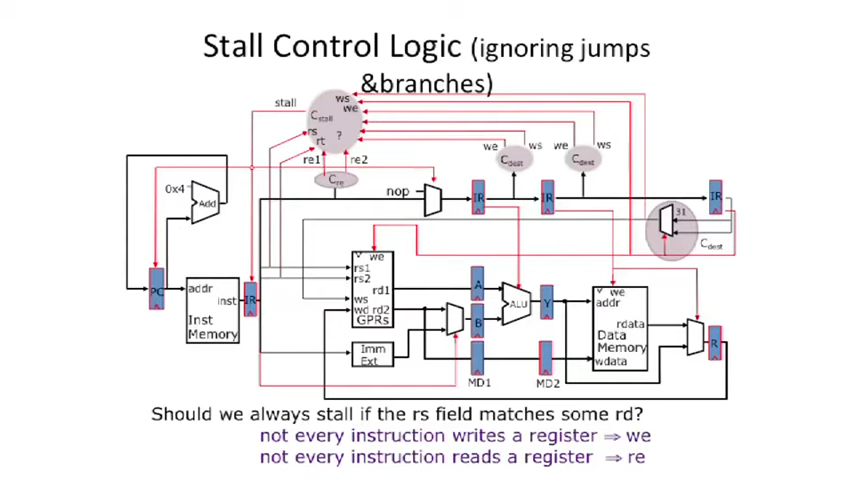 Stall Control Logic (ignoring jumps
&branches)
stall
ws
we
Cstall
rs
rt
?
re1
re2
we
ws
we
ws
Cdest
Cdest
Cre
0x4
Add
nop
IR
IR
IR
31
Cdest
we
rs1
rs2
rd1
ws
wd rd2
GPRs
A
B
ALU
Y
we
addr
rdata
Data
Memory
wdata
R
PC
addr
inst
Inst
Memory
IR
Imm
Ext
MD1
MD2
Should we always stall if the rs field matches some rd?
not every instruction writes a register ⇒ we
not every instruction reads a register ⇒ re